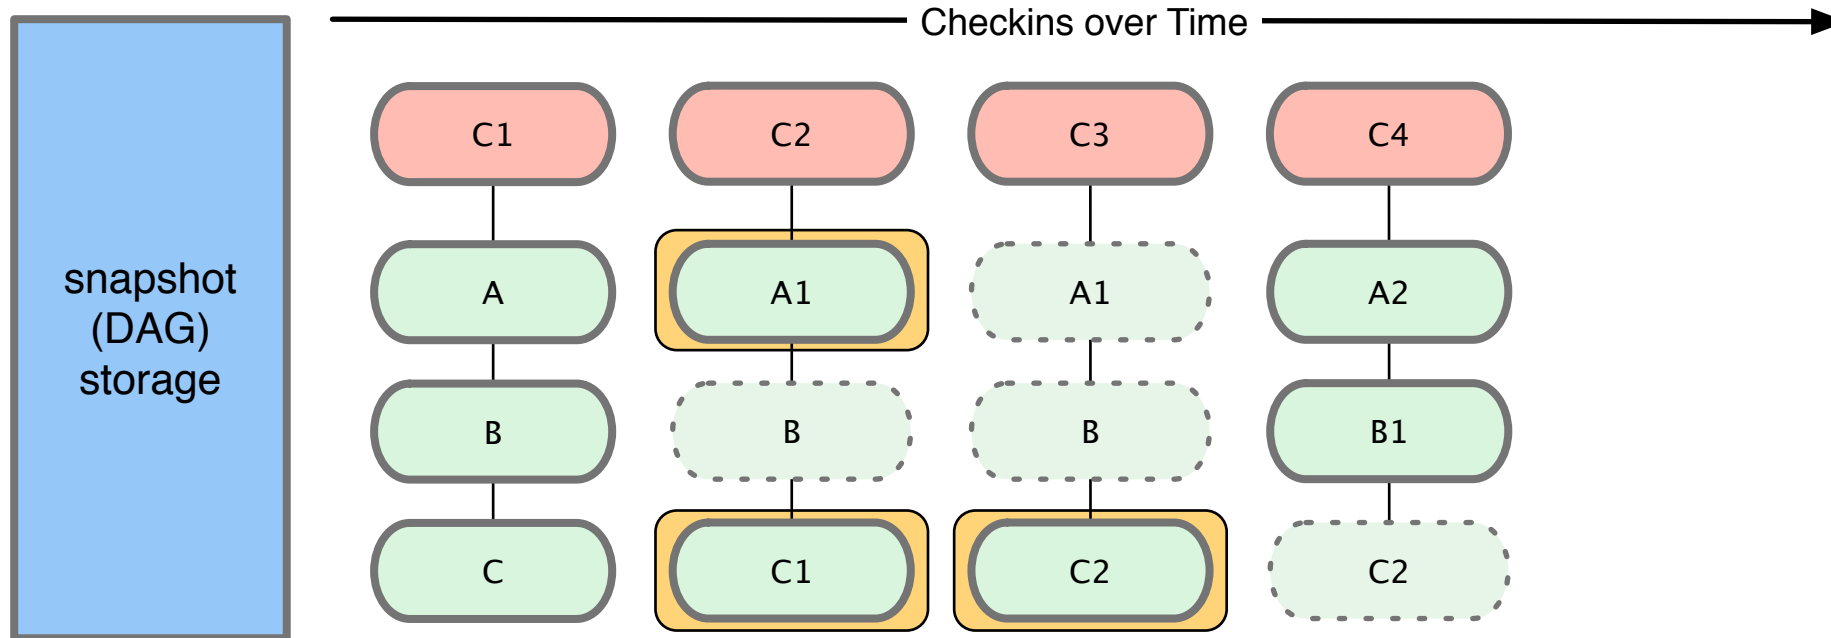 Checkins over Time
snapshot
(DAG)
storage
C1
C2
C3
C4
A
A1
A1
A2
B
B
B
B1
C
C1
C2
C2